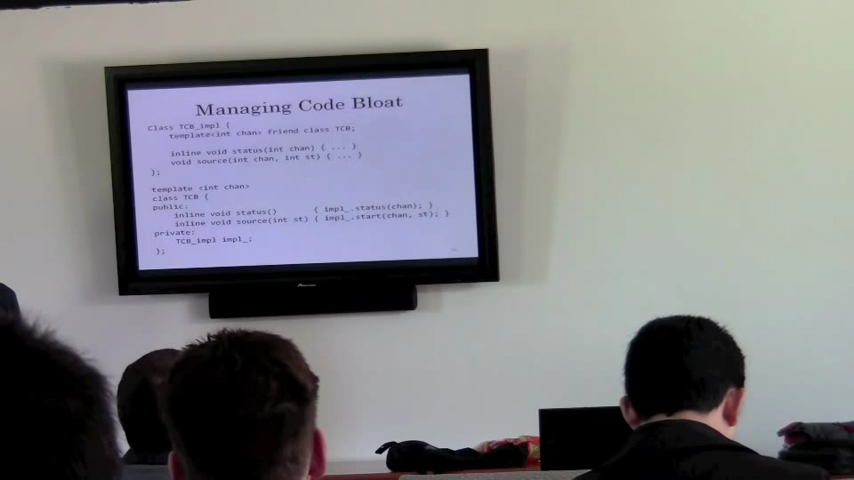 Managing Code Bloat
Class TCB_impl {
template<int chan> friend class TCB;
inline void status(int chan) { ... }
void source(int chan, int st) { ... }
};
template <int chan>
class TCB {
public:
inline void status() { impl_.status(chan); }
inline void source(int st) { impl_.start(chan, st); }
private:
TCB_impl impl_;
};